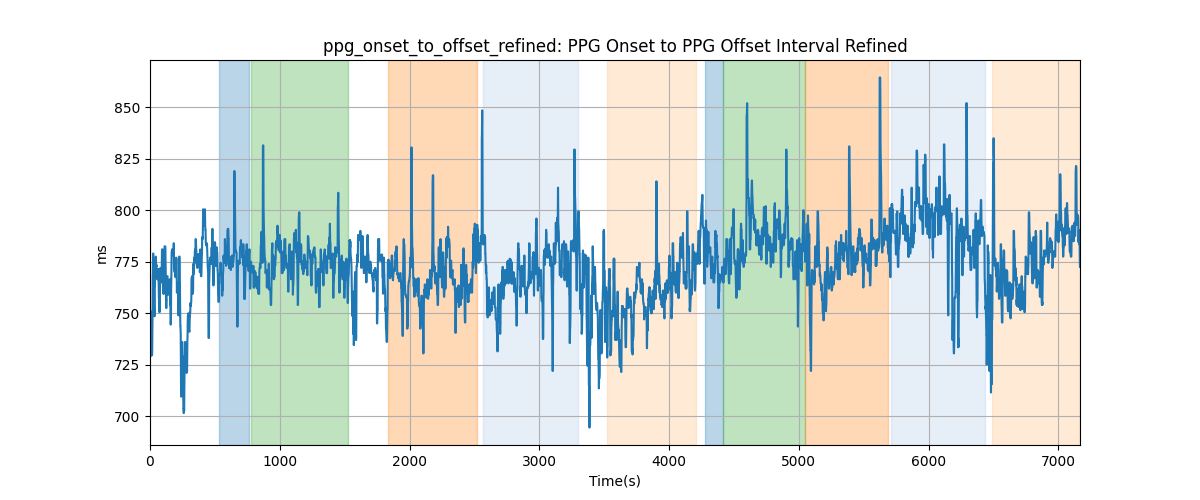 ppg_onset_to_offset_refined: PPG Onset to PPG Offset Interval Refined
850
825
800
775
750
725
700
ms
0 1000 2000 3000 4000 5000 6000 7000
Time(s)